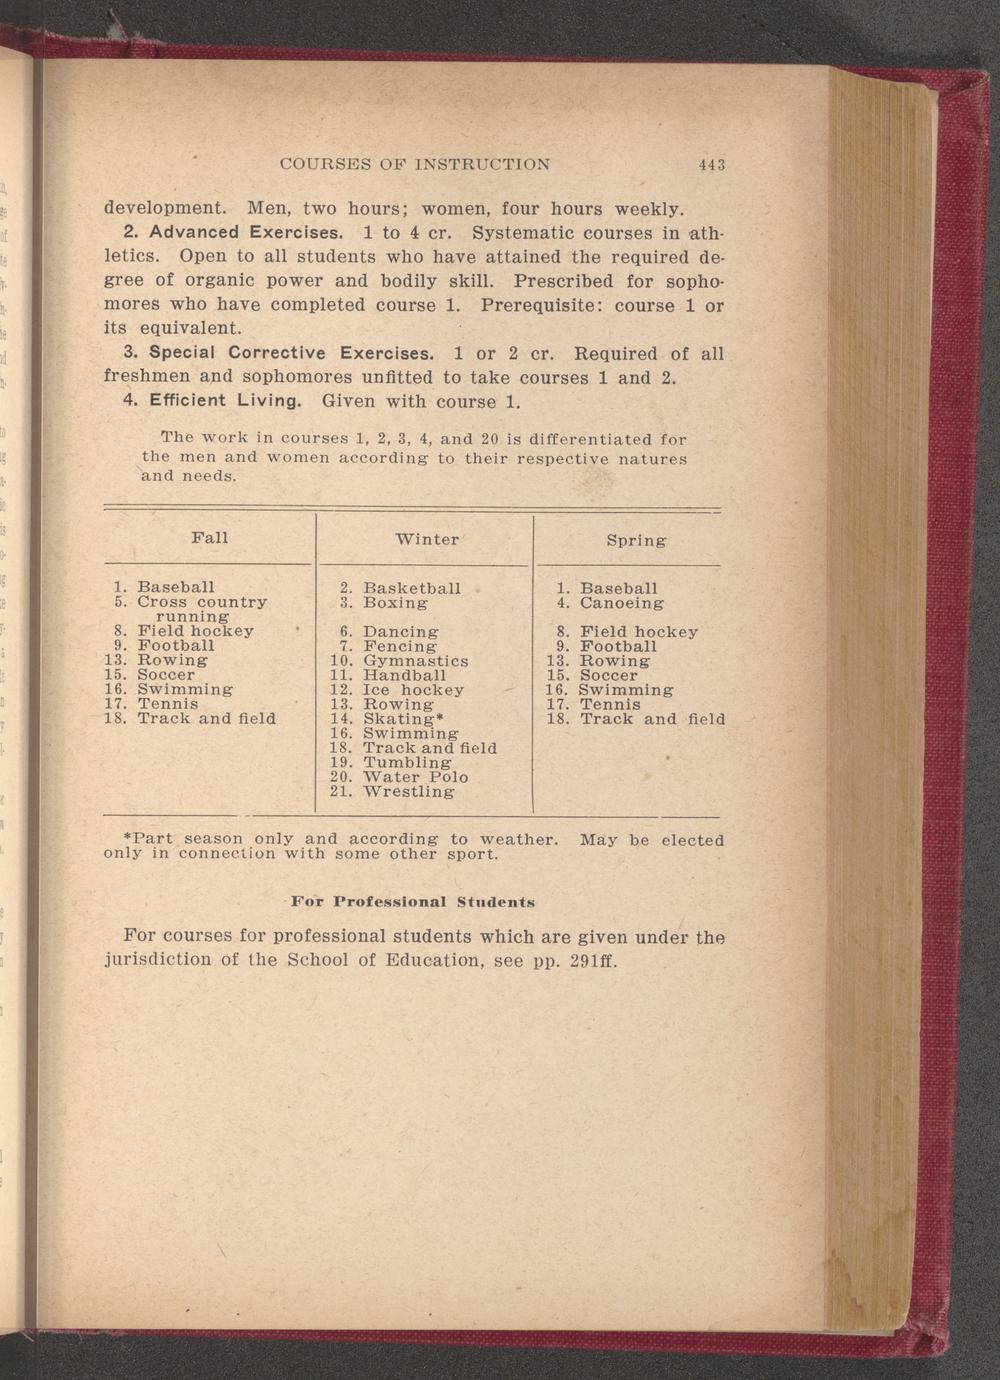 COURSES OF INSTRUCTION 443
development. Men, two hours; women, four hours weekly.
2. Advanced Exercises. 1 to 4 cr. Systematic courses in ath-
letics. Open to all students who have attained the required de-
gree of organic power and bodily skill. Prescribed for sopho-
mores who have completed course 1. Prerequisite: course 1 or
its equivalent.
3. Special Corrective Exercises. 1 or 2 cr. Required of all
freshmen and sophomores unfitted to take courses 1 and 2.
4. Efficient Living. Given with course 1.
The work in courses 1, 2, 3, 4, and 20 is differentiated for
the men and women according to their respective natures
and needs.
Fall
1. Baseball
5. Cross country
running
8. Field hockey
9. Football
13. Rowing
15. Soccer
16. Swimming
17. Tennis
18. Track and field
Winter
2. Basketball
3. Boxing
6. Dancing
7. Fencing
10. Gymnastics
11. Handball
12. Ice hockey
13. Rowing
14. Skating*
16. Swimming
18. Track and field
19. Tumbling
20. Water Polo
21. Wrestling
Spring
1. Baseball
4. Canoeing
8. Field hockey
9. Football
13. Rowing
15. Soccer
16. Swimming
17. Tennis
18. Track and field
*Part season only and according to weather. May be elected
only in connection with some other sport.
For Professional Students
For courses for professional students which are given under the
jurisdiction of the School of Education, see pp. 291ff.